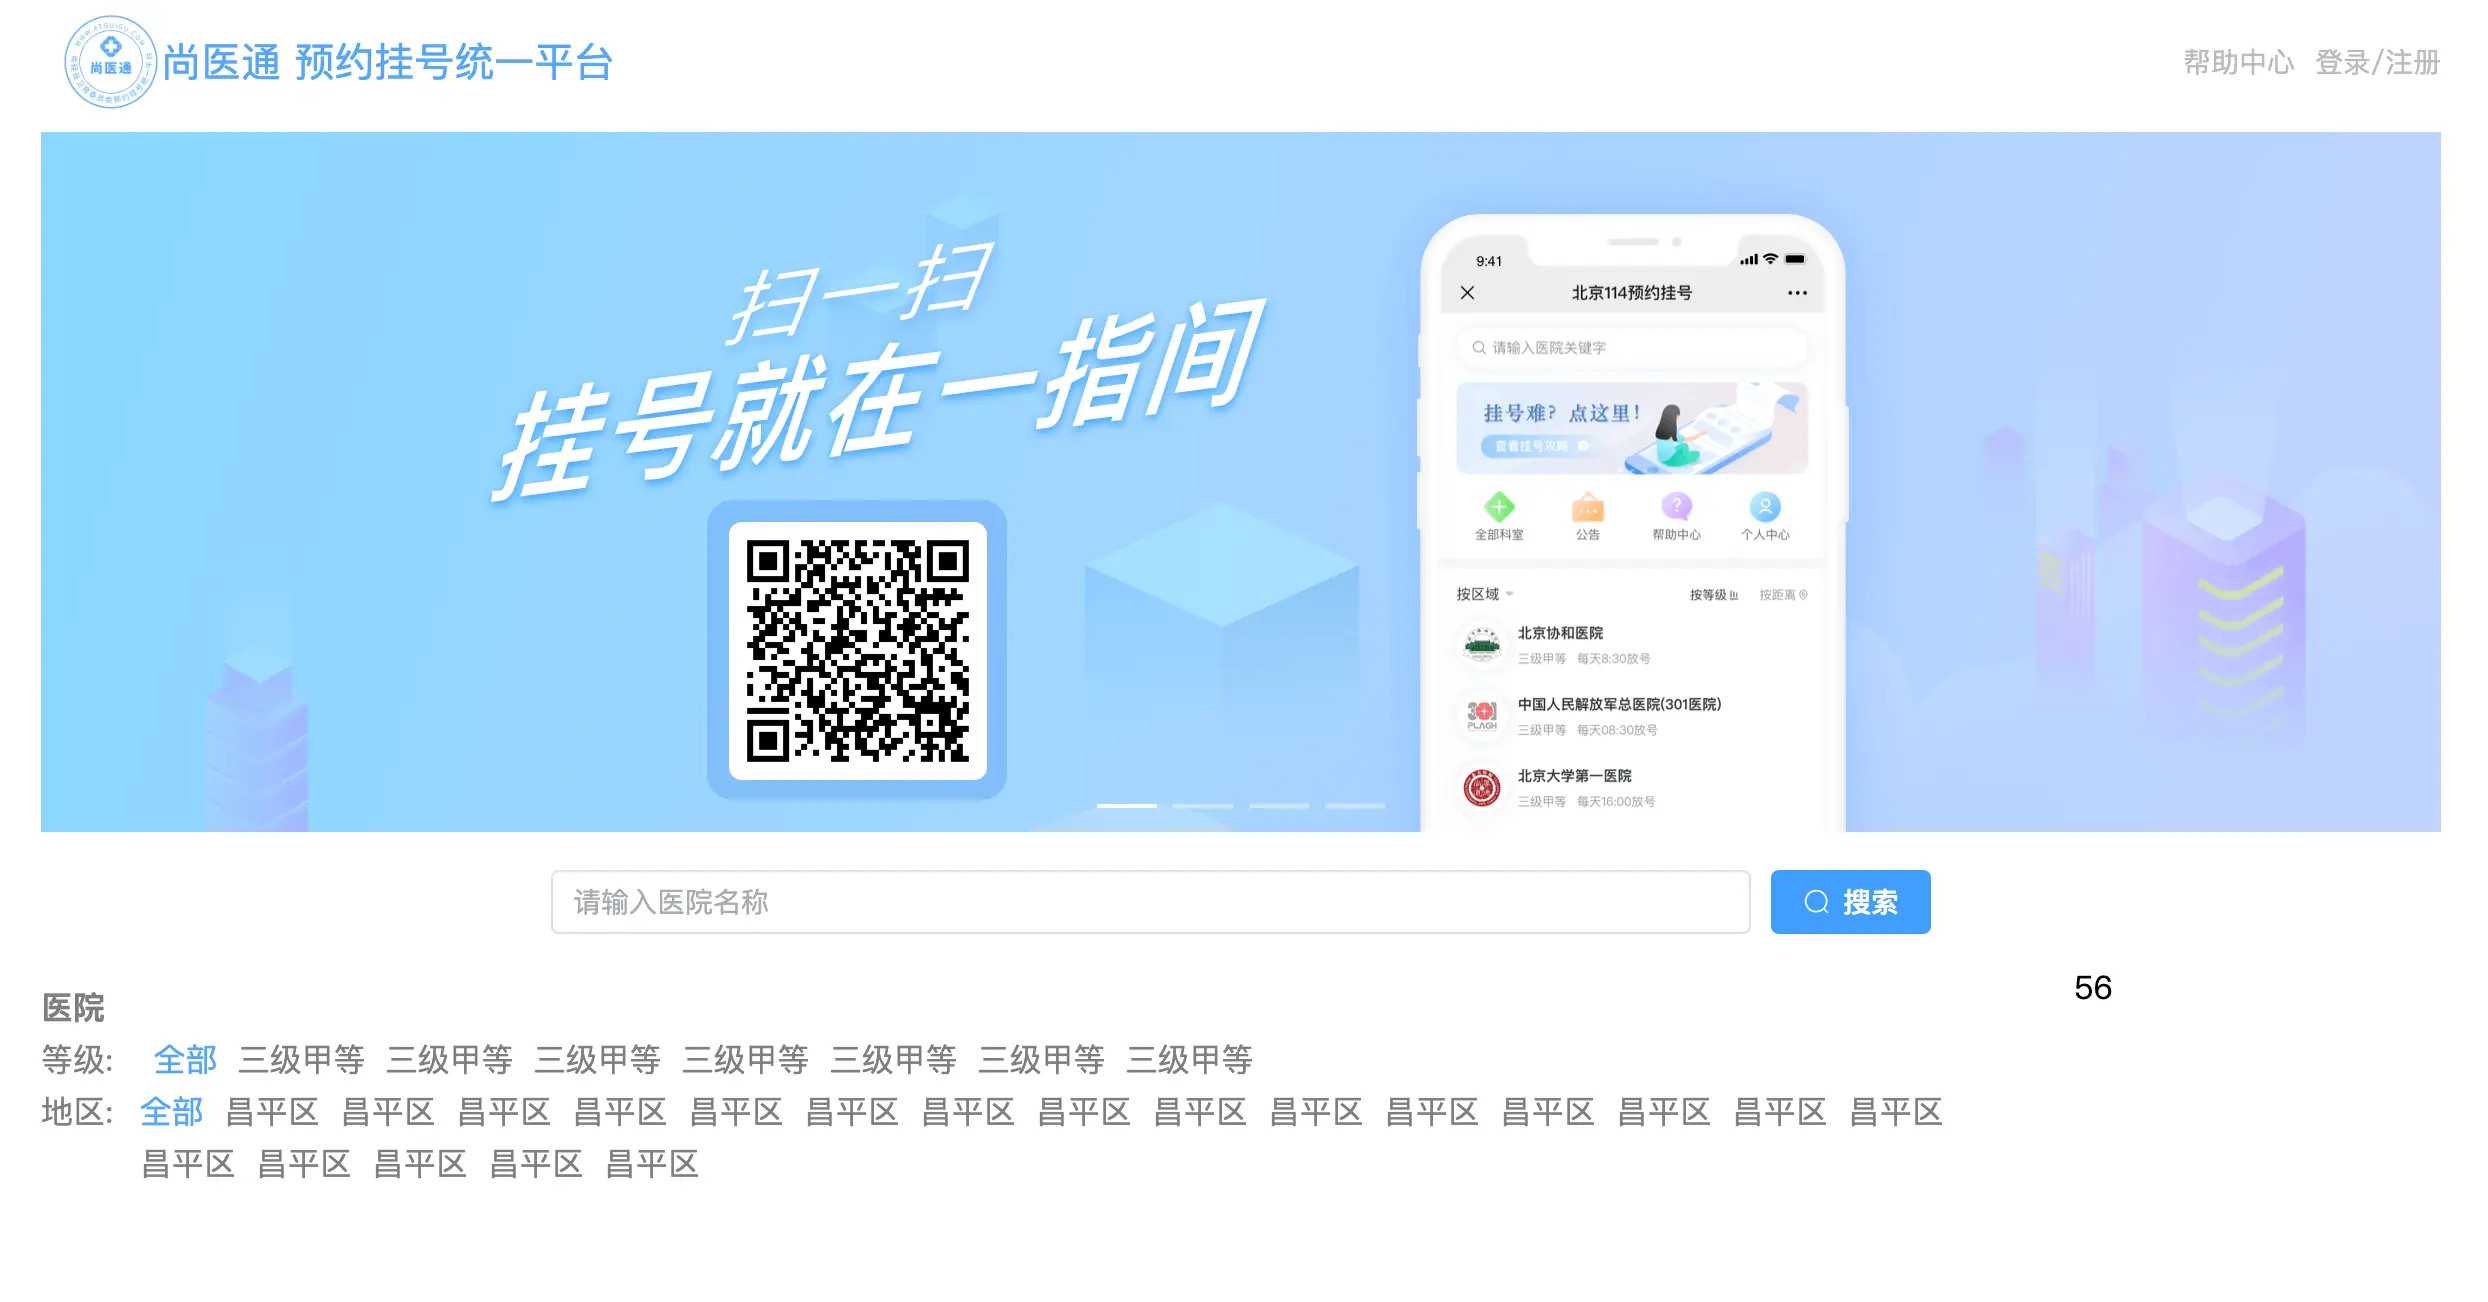 WWW.ATGUIGU.COM
尚医通
尚医通 预约挂号统一平台
帮助中心 登录/注册
扫一扫
挂号就在一指间
9:41
北京114预约挂号
请输入医院关键字
挂号难?点这里!
查看挂号攻略
全部科室 公告 帮助中心 个人中心
按区域 按等级 按距离
北京协和医院
三级甲等 每天8:30放号
301
PLAGH
中国人民解放军总医院(301医院)
三级甲等 每天08:30放号
北京大学第一医院
三级甲等 每天16:00放号
请输入医院名称 搜索
56
医院
等级: 全部 三级甲等 三级甲等 三级甲等 三级甲等 三级甲等 三级甲等 三级甲等
地区: 全部 昌平区 昌平区 昌平区 昌平区 昌平区 昌平区 昌平区 昌平区 昌平区 昌平区 昌平区 昌平区 昌平区 昌平区 昌平区
昌平区 昌平区 昌平区 昌平区 昌平区